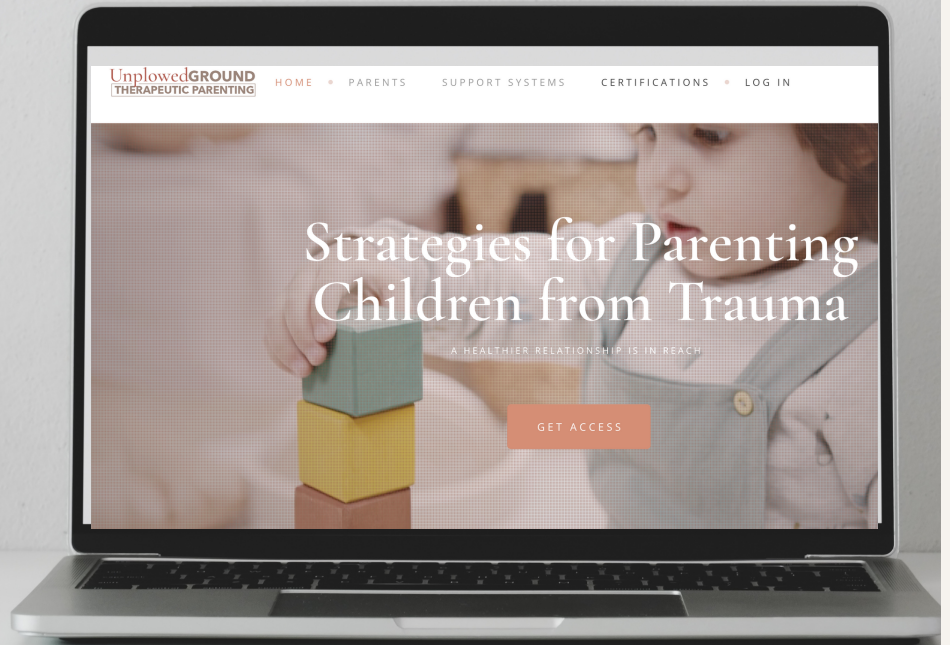 UnplowedGROUND
THERAPEUTIC PARENTING
HOME • PARENTS SUPPORT SYSTEMS CERTIFICATIONS • LOG IN
Strategies for Parenting
Children from Trauma
A HEALTHIER RELATIONSHIP IS IN REACH
GET ACCESS